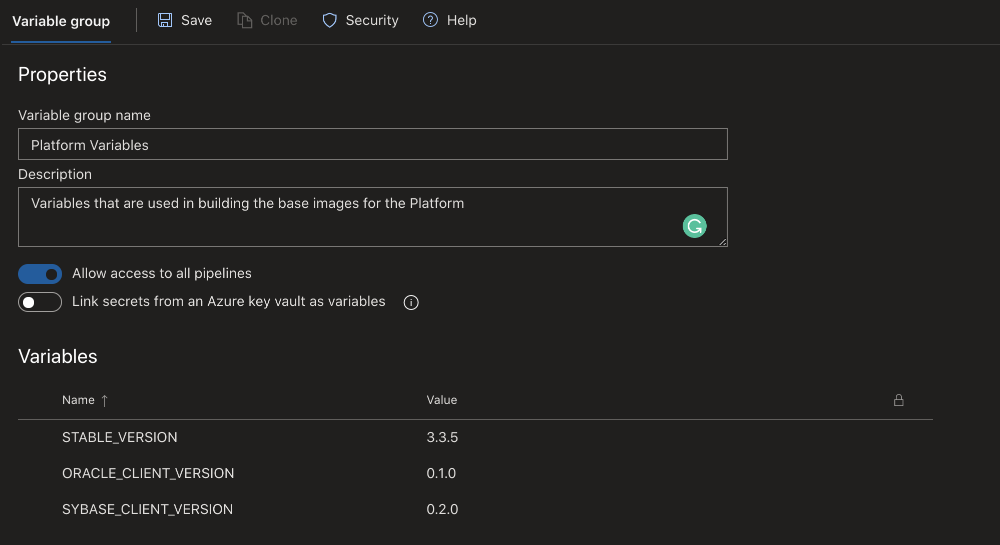 Variable group
Save
Clone
Security
Help
Properties
Variable group name
Platform Variables
Description
Variables that are used in building the base images for the Platform
Allow access to all pipelines
Link secrets from an Azure key vault as variables
Variables
Name ↑ Value
STABLE_VERSION 3.3.5
ORACLE_CLIENT_VERSION 0.1.0
SYBASE_CLIENT_VERSION 0.2.0